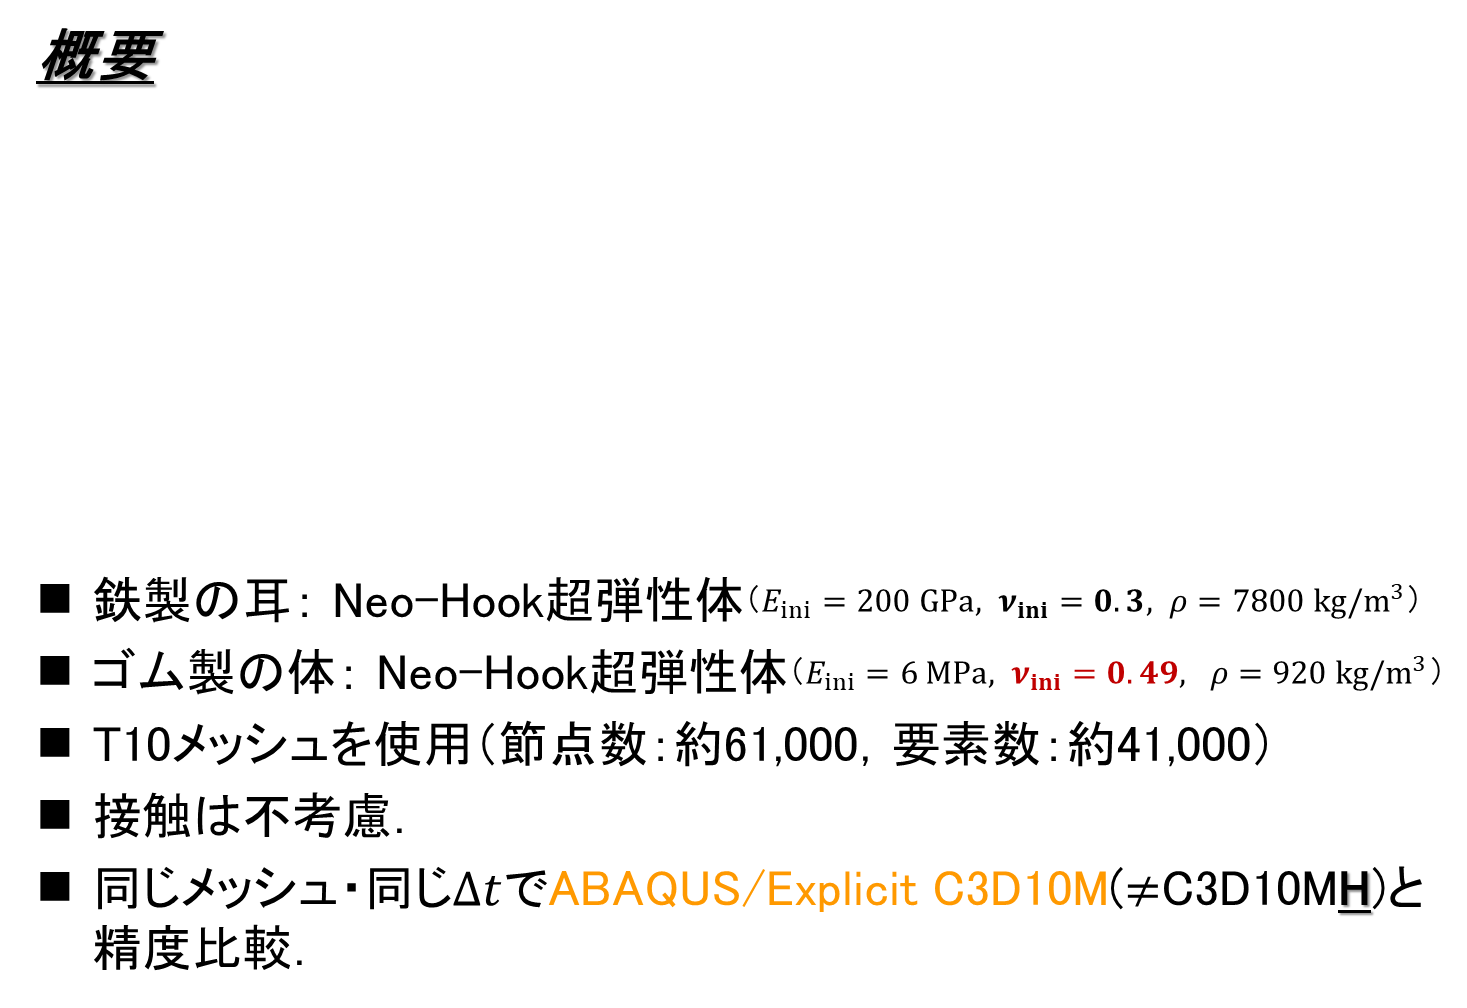 概要
■ 鉄製の耳： Neo-Hook超弾性体（𝐸ini = 200 GPa, 𝝂ini = 𝟎.𝟑, 𝜌 = 7800 kg/m³）
■ ゴム製の体： Neo-Hook超弾性体（𝐸ini = 6 MPa, 𝝂ini = 𝟎.𝟒𝟗, 𝜌 = 920 kg/m³）
■ T10メッシュを使用（節点数：約61,000，要素数：約41,000）
■ 接触は不考慮．
■ 同じメッシュ・同じΔ𝑡でABAQUS/Explicit C3D10M(≠C3D10MH)と
精度比較．